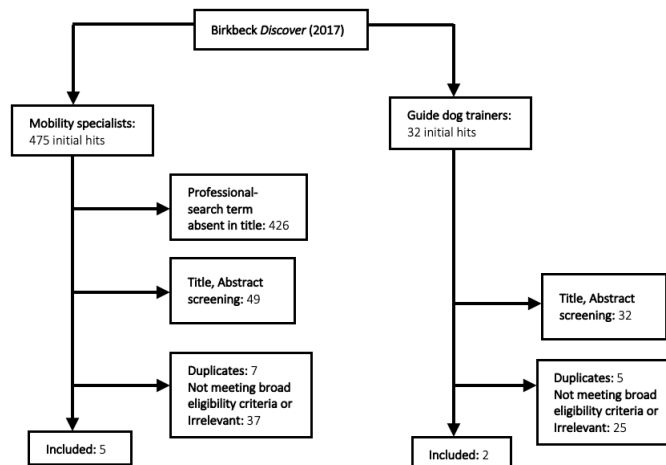 Birkbeck Discover (2017)
Mobility specialists:
475 initial hits
Guide dog trainers:
32 initial hits
Professional-
search term
absent in title: 426
Title, Abstract
screening: 49
Title, Abstract
screening: 32
Duplicates: 7
Not meeting broad
eligibility criteria or
Irrelevant: 37
Duplicates: 5
Not meeting broad
eligibility criteria or
Irrelevant: 25
Included: 5
Included: 2